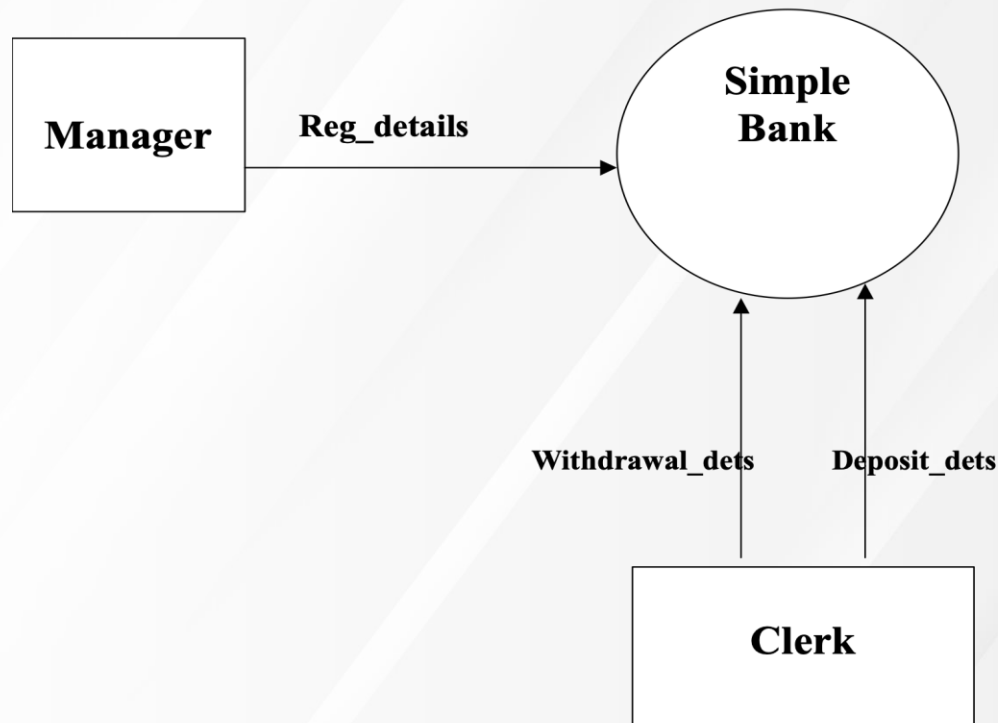 Simple
Bank
Manager
Reg_details
Withdrawal_dets
Deposit_dets
Clerk